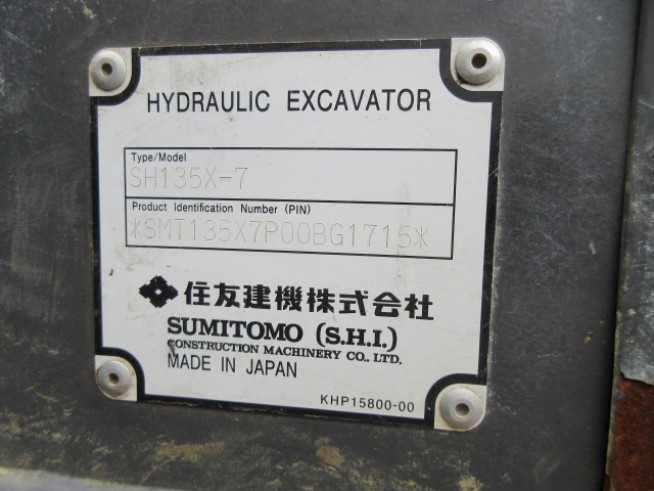 HYDRAULIC EXCAVATOR
Type/Model
SH135X-7
Product Identification Number (PIN)
*SMT135X7P00BG1715*
住友建機株式会社
SUMITOMO (S.H.I.)
CONSTRUCTION MACHINERY CO., LTD.
MADE IN JAPAN
KHP15800-00